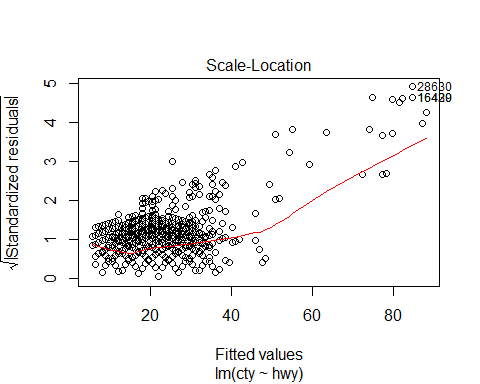 Scale-Location
√|Standardized residuals|
5
4
3
2
1
0
28630
20 40 60 80
Fitted values
lm(cty ~ hwy)